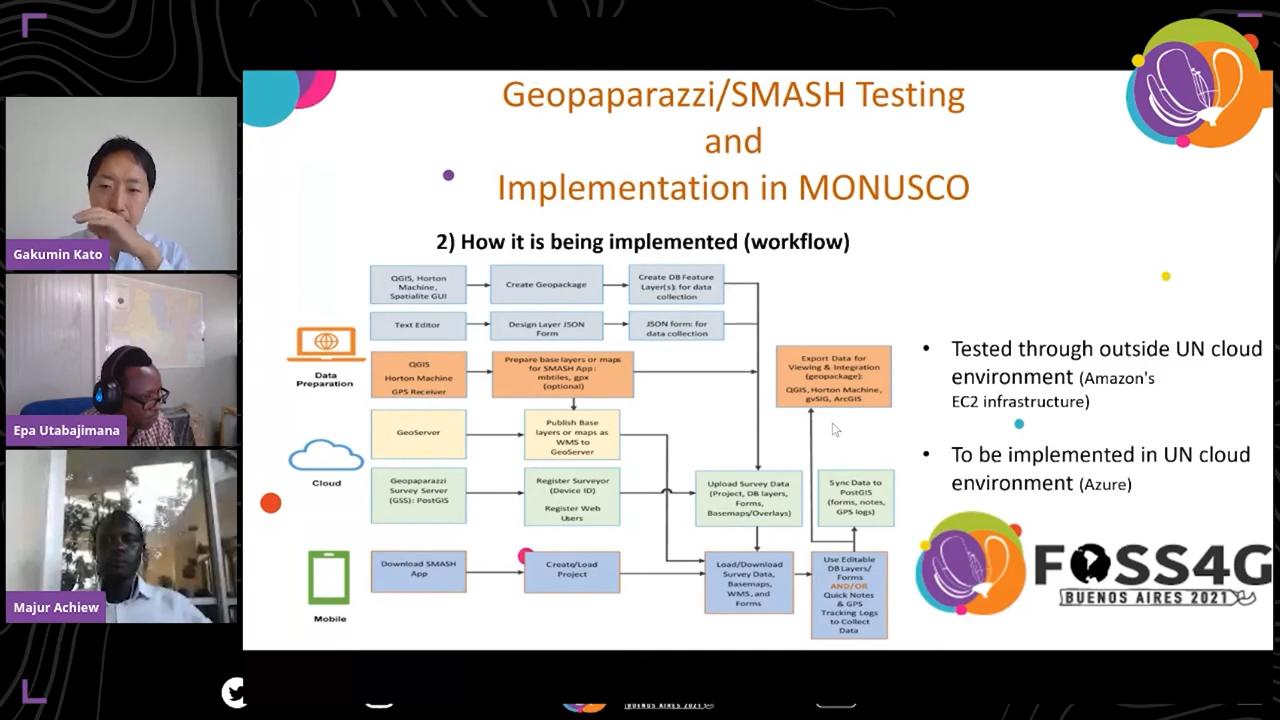 Geopaparazzi/SMASH Testing
and
Implementation in MONUSCO
2) How it is being implemented (workflow)
Gakumin Kato
Epa Utabajimana
Majur Achiew
Data
Preparation
Cloud
Mobile
QGIS, Horton
Machine,
Spatialite GUI
Create Geopackage
Create DB Feature
Layer(s): for data
collection
Text Editor
Design Layer JSON
Form
JSON form: for
data collection
QGIS
Horton Machine
GPS Receiver
Prepare base layers or maps
for SMASH App:
mbtiles, gpx
(optional)
Export Data for
Viewing & Integration
(geopackage):
QGIS, Horton Machine,
gvSIG, ArcGIS
GeoServer
Publish Base
layers or maps as
WMS to
GeoServer
Geopaparazzi
Survey Server
(GSS): PostGIS
Register Surveyor
(Device ID)
Register Web
Users
Upload Survey Data
(Project, DB layers,
Forms,
Basemaps/Overlays)
Sync Data to
PostGIS
(forms, notes,
GPS logs)
Download SMASH
App
Create/Load
Project
Load/Download
Survey Data,
Basemaps,
WMS, and
Forms
Use Editable
DB Layers/
Forms
AND/OR
Quick Notes
& GPS
Tracking Logs
to Collect
Data
• Tested through outside UN cloud
environment (Amazon's
EC2 infrastructure)
• To be implemented in UN cloud
environment (Azure)
FOSS4G
BUENOS AIRES 2021
BUENOS AIRES 2021